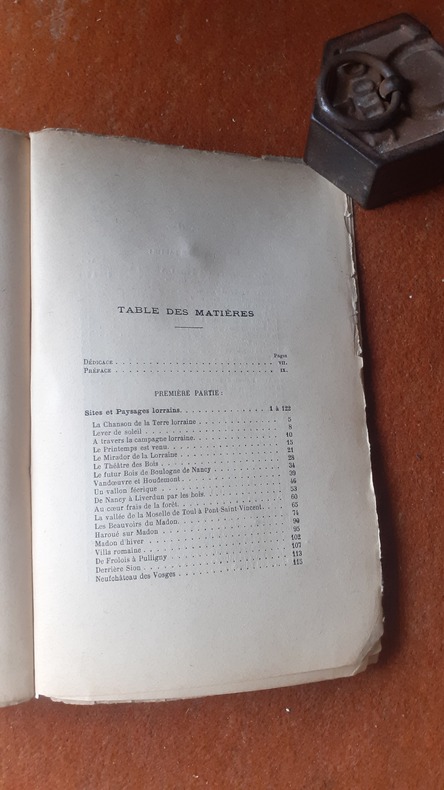 TABLE DES MATIÈRES
Pages
DÉDICACE . . . . . . . . . . . . . . . . . . . . . VII.
PRÉFACE . . . . . . . . . . . . . . . . . . . . . IX.
PREMIÈRE PARTIE :
Sites et Paysages lorrains. . . . . . . . . . . . 1 à 122
La Chanson de la Terre lorraine . . . . . . . . . 5
Lever de soleil . . . . . . . . . . . . . . . . . 8
A travers la campagne lorraine. . . . . . . . . . 10
Le Printemps est venu. . . . . . . . . . . . . . 15
Le Mirador de la Lorraine . . . . . . . . . . . . 21
Le Théâtre des Bois . . . . . . . . . . . . . . . 28
Le futur Bois de Boulogne de Nancy . . . . . . . 34
Vandœuvre et Houdemont . . . . . . . . . . . . . 39
Un vallon féerique . . . . . . . . . . . . . . . 46
De Nancy à Liverdun par les bois. . . . . . . . . 53
Au cœur frais de la forêt. . . . . . . . . . . . 60
La vallée de la Moselle de Toul à Pont-Saint-Vincent. 65
Les Beauvoirs du Madon. . . . . . . . . . . . . . 74
Haroué sur Madon . . . . . . . . . . . . . . . . 90
Madon d'hiver . . . . . . . . . . . . . . . . . . 95
Villa romaine . . . . . . . . . . . . . . . . . . 102
De Frolois à Pulligny . . . . . . . . . . . . . . 107
Derrière Sion . . . . . . . . . . . . . . . . . . 113
Neufchâteau des Vosges . . . . . . . . . . . . . 115